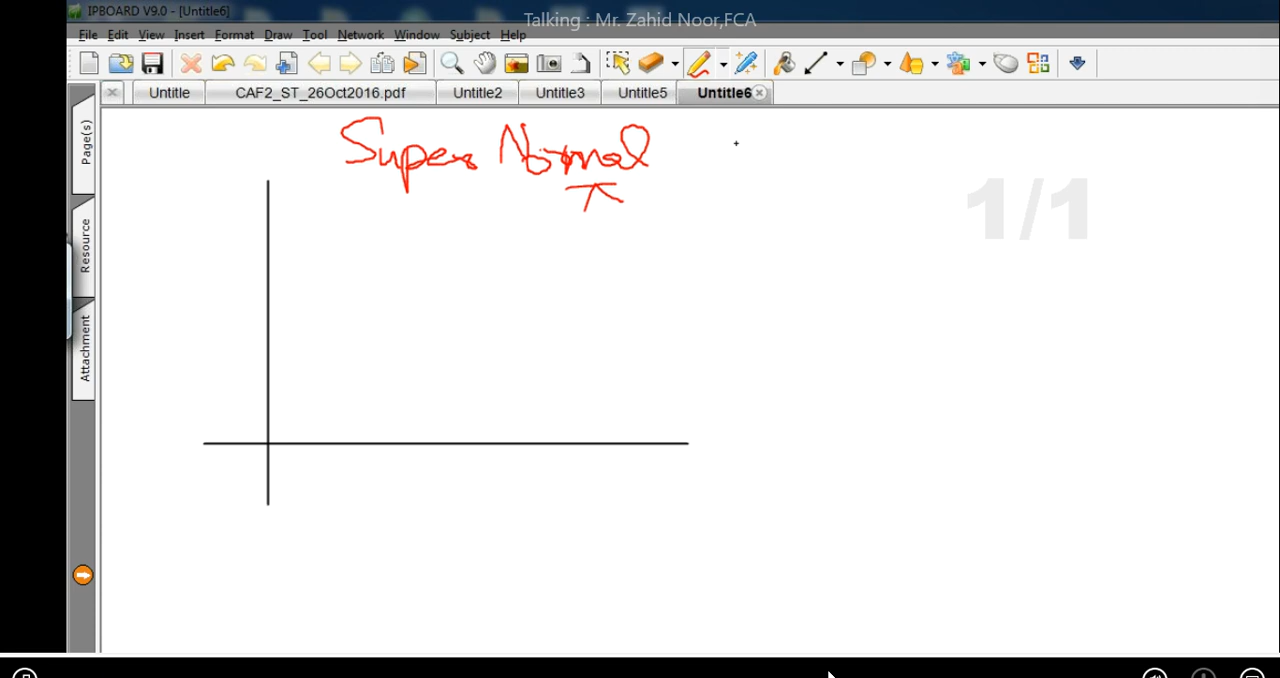 IPBOARD V9.0 - [Untitle6]
Talking : Mr. Zahid Noor,FCA
File Edit View Insert Format Draw Tool Network Window Subject Help
Untitle CAF2_ST_26Oct2016.pdf Untitle2 Untitle3 Untitle5 Untitle6
Page(s)
Resource
Attachment
Super Normal
π
1/1